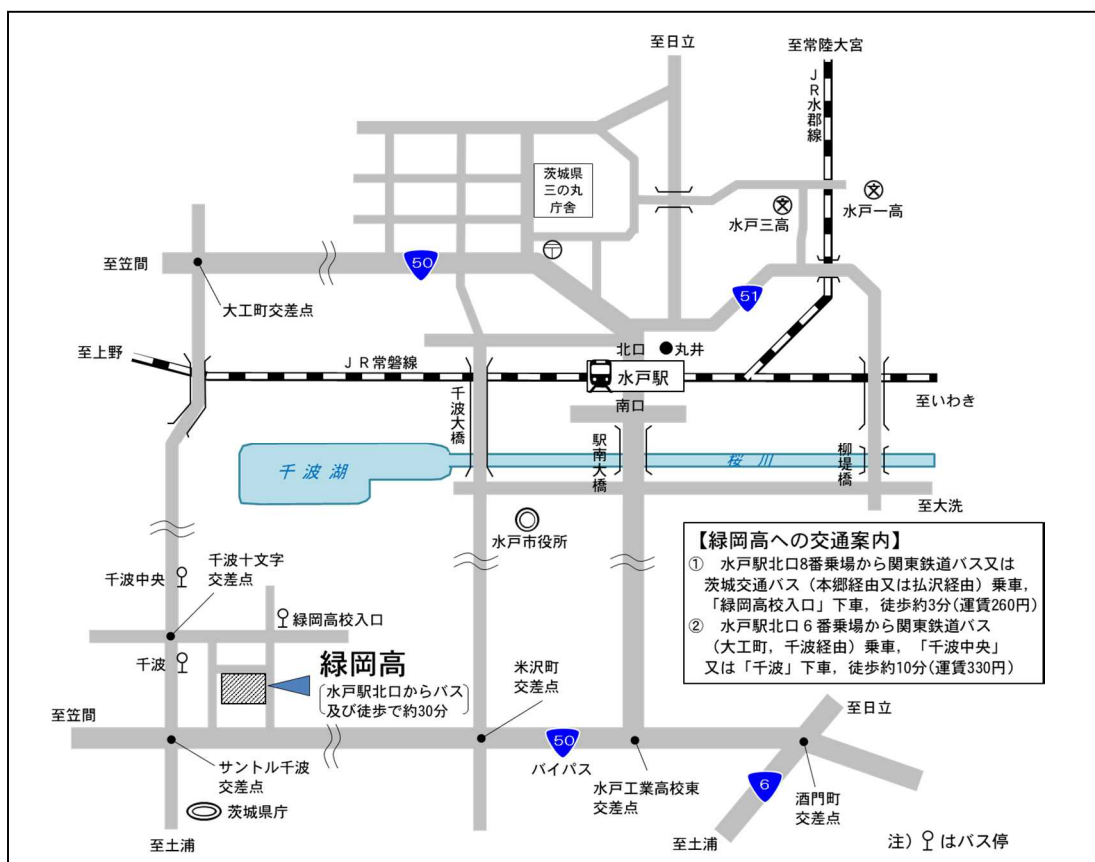 至日立
至常陸大宮
JR水郡線
茨城県
三の丸
庁舎
水戸三高
水戸一高
至笠間
50
大工町交差点
51
至上野
JR常磐線
北口
丸井
水戸駅
南口
至いわき
千波大橋
駅南大橋
柳堤橋
千波湖
桜川
至大洗
水戸市役所
千波十文字
交差点
千波中央
緑岡高校入口
千波
緑岡高
水戸駅北口からバス
及び徒歩で約30分
【緑岡高への交通案内】
① 水戸駅北口8番乗場から関東鉄道バス又は
茨城交通バス(本郷経由又は払沢経由)乗車,
「緑岡高校入口」下車,徒歩約3分(運賃260円)
② 水戸駅北口6番乗場から関東鉄道バス
(大工町,千波経由)乗車,「千波中央」
又は「千波」下車,徒歩約10分(運賃330円)
米沢町
交差点
至笠間
至日立
50
バイパス
サントル千波
交差点
水戸工業高校東
交差点
6
酒門町
交差点
茨城県庁
至土浦
至土浦
注) はバス停